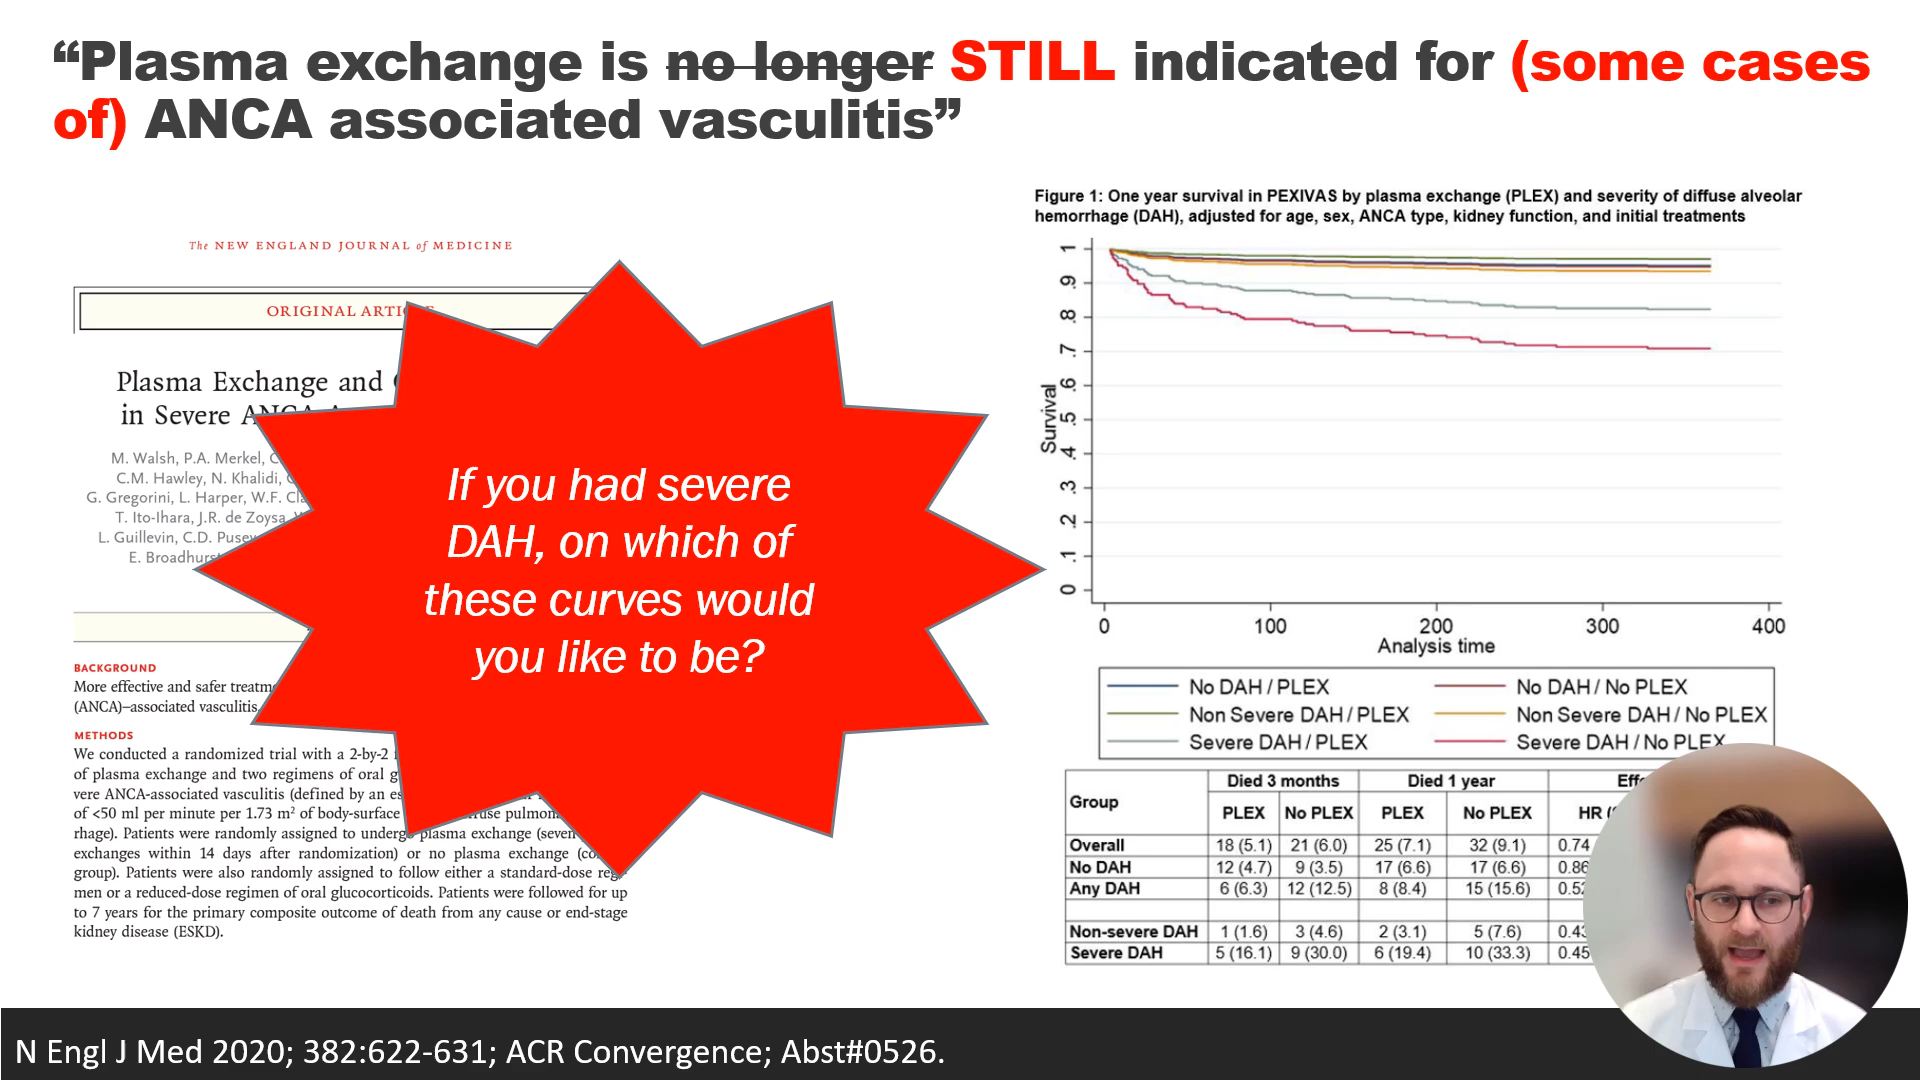 “Plasma exchange is no longer STILL indicated for (some cases
of) ANCA associated vasculitis”
The NEW ENGLAND JOURNAL of MEDICINE
ORIGINAL ARTIC
Plasma Exchange and
in Severe ANCA
M. Walsh, P.A. Merkel,
C.M. Hawley, N. Khalidi,
G. Gregorini, L. Harper, W.F.
T. Ito-Ihara, J.R. de Zoysa,
L. Guillevin, C.D. Pusey
E. Broadhurst
BACKGROUND
More effective and safer
(ANCA)–associated vasculitis
METHODS
We conducted a randomized trial with a 2-by-2
of plasma exchange and two regimens of oral
vere ANCA-associated vasculitis (defined by an
of <50 ml per minute per 1.73 m² of body-surface
rhage). Patients were randomly assigned to undergo plasma exchange (seven
exchanges within 14 days after randomization) or no plasma exchange
group). Patients were also randomly assigned to follow either a standard-dose
men or a reduced-dose regimen of oral glucocorticoids. Patients were followed for up
to 7 years for the primary composite outcome of death from any cause or end-stage
kidney disease (ESKD).
If you had severe
DAH, on which of
these curves would
you like to be?
Figure 1: One year survival in PEXIVAS by plasma exchange (PLEX) and severity of diffuse alveolar
hemorrhage (DAH), adjusted for age, sex, ANCA type, kidney function, and initial treatments
Survival
1
.9
.8
.7
.6
.5
.4
.3
.2
.1
0
0 100 200 300 400
Analysis time
No DAH / PLEX No DAH / No PLEX
Non Severe DAH / PLEX Non Severe DAH / No PLEX
Severe DAH / PLEX Severe DAH / No PLEX
Group Died 3 months Died 1 year
PLEX No PLEX PLEX No PLEX HR
Overall 18 (5.1) 21 (6.0) 25 (7.1) 32 (9.1) 0.74
No DAH 12 (4.7) 9 (3.5) 17 (6.6) 17 (6.6) 0.86
Any DAH 6 (6.3) 12 (12.5) 8 (8.4) 15 (15.6) 0.52
Non-severe DAH 1 (1.6) 3 (4.6) 2 (3.1) 5 (7.6) 0.43
Severe DAH 5 (16.1) 9 (30.0) 6 (19.4) 10 (33.3) 0.45
N Engl J Med 2020; 382:622-631; ACR Convergence; Abst#0526.